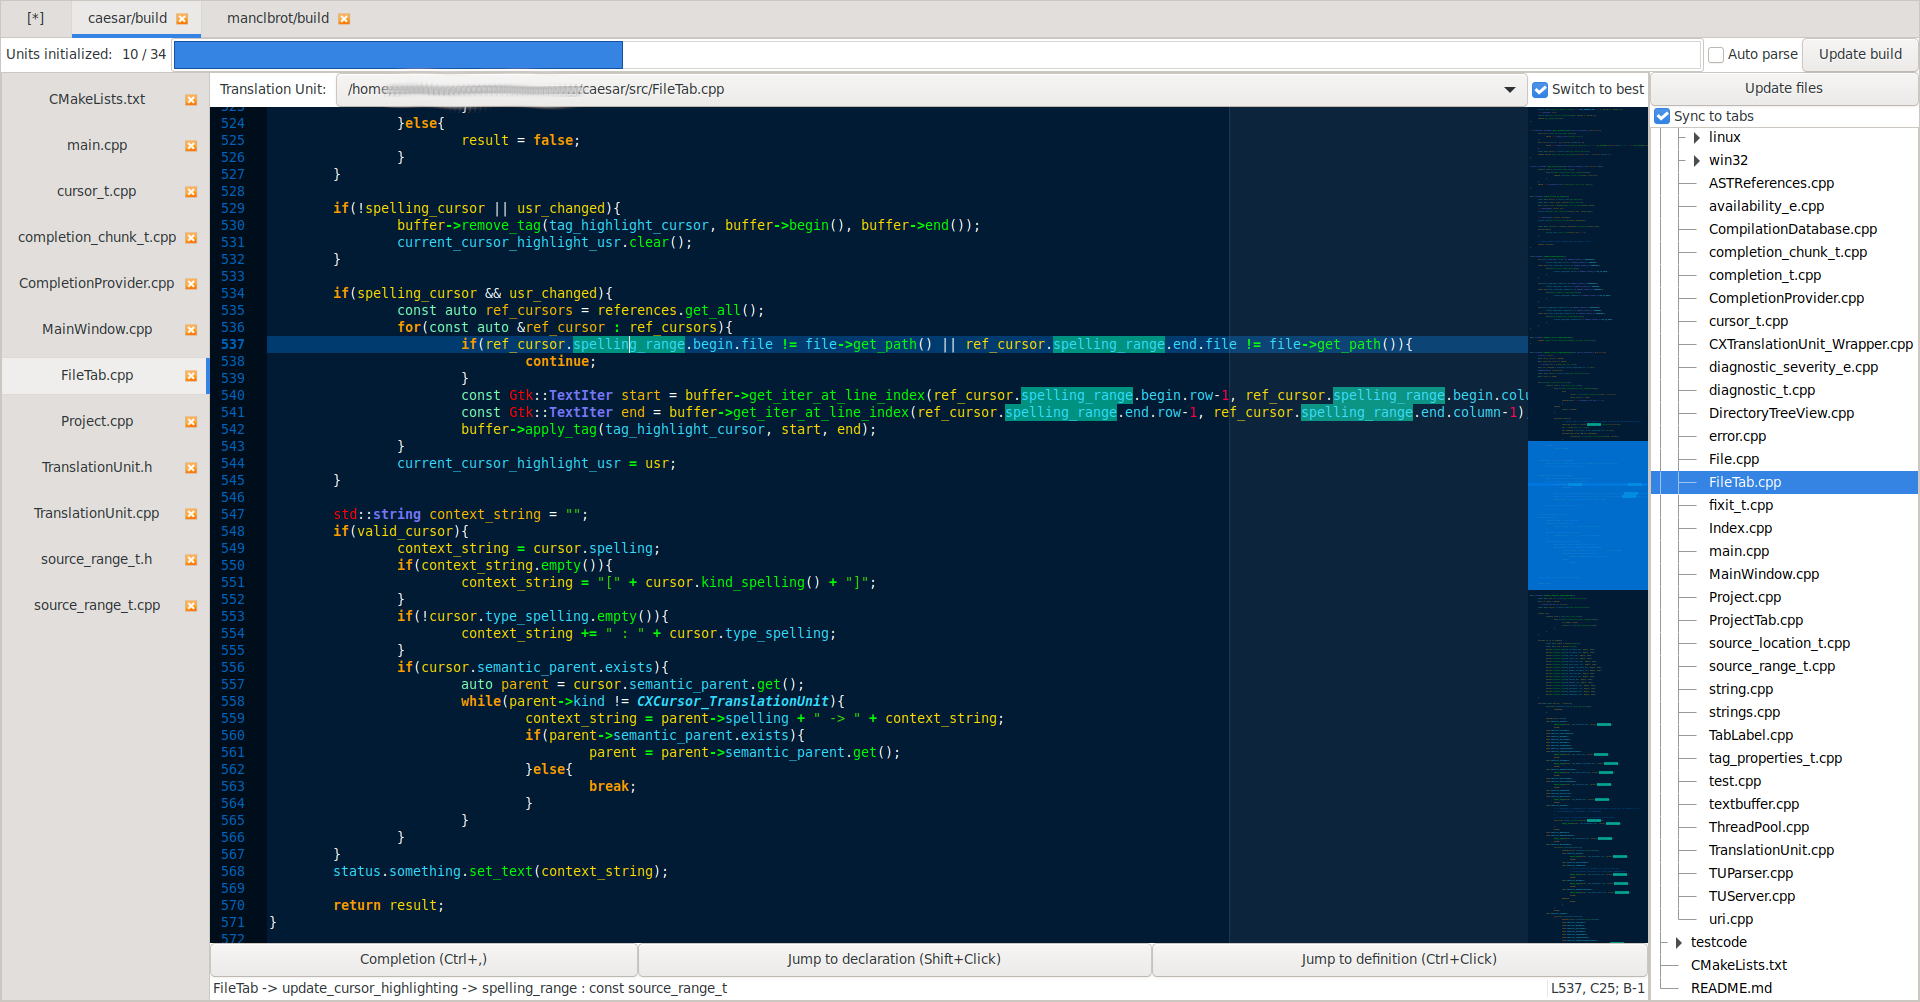 [*] caesar/build manclbrot/build
Units initialized: 10 / 34 Auto parse Update build
CMakeLists.txt
main.cpp
cursor_t.cpp
completion_chunk_t.cpp
CompletionProvider.cpp
MainWindow.cpp
FileTab.cpp
Project.cpp
TranslationUnit.h
TranslationUnit.cpp
source_range_t.h
source_range_t.cpp
Translation Unit: /home caesar/src/FileTab.cpp Switch to best
523 }
524 }else{
525 result = false;
526 }
527 }
528
529 if(!spelling_cursor || usr_changed){
530 buffer->remove_tag(tag_highlight_cursor, buffer->begin(), buffer->end());
531 current_cursor_highlight_usr.clear();
532 }
533
534 if(spelling_cursor && usr_changed){
535 const auto ref_cursors = references.get_all();
536 for(const auto &ref_cursor : ref_cursors){
537 if(ref_cursor.spelling_range.begin.file != file->get_path() || ref_cursor.spelling_range.end.file != file->get_path()){
538 continue;
539 }
540 const Gtk::TextIter start = buffer->get_iter_at_line_index(ref_cursor.spelling_range.begin.row-1, ref_cursor.spelling_range.begin.colu
541 const Gtk::TextIter end = buffer->get_iter_at_line_index(ref_cursor.spelling_range.end.row-1, ref_cursor.spelling_range.end.column-1)
542 buffer->apply_tag(tag_highlight_cursor, start, end);
543 }
544 current_cursor_highlight_usr = usr;
545 }
546
547 std::string context_string = "";
548 if(valid_cursor){
549 context_string = cursor.spelling;
550 if(context_string.empty()){
551 context_string = "[" + cursor.kind_spelling() + "]";
552 }
553 if(!cursor.type_spelling.empty()){
554 context_string += " : " + cursor.type_spelling;
555 }
556 if(cursor.semantic_parent.exists){
557 auto parent = cursor.semantic_parent.get();
558 while(parent->kind != CXCursor_TranslationUnit){
559 context_string = parent->spelling + " -> " + context_string;
560 if(parent->semantic_parent.exists){
561 parent = parent->semantic_parent.get();
562 }else{
563 break;
564 }
565 }
566 }
567 }
568 status.something.set_text(context_string);
569
570 return result;
571 }
572
Completion (Ctrl+,) Jump to declaration (Shift+Click) Jump to definition (Ctrl+Click)
FileTab -> update_cursor_highlighting -> spelling_range : const source_range_t L537, C25; B-1
Update files
Sync to tabs
linux
win32
ASTReferences.cpp
availability_e.cpp
CompilationDatabase.cpp
completion_chunk_t.cpp
completion_t.cpp
CompletionProvider.cpp
cursor_t.cpp
CXTranslationUnit_Wrapper.cpp
diagnostic_severity_e.cpp
diagnostic_t.cpp
DirectoryTreeView.cpp
error.cpp
File.cpp
FileTab.cpp
fixit_t.cpp
Index.cpp
main.cpp
MainWindow.cpp
Project.cpp
ProjectTab.cpp
source_location_t.cpp
source_range_t.cpp
string.cpp
strings.cpp
TabLabel.cpp
tag_properties_t.cpp
test.cpp
textbuffer.cpp
ThreadPool.cpp
TranslationUnit.cpp
TUParser.cpp
TUServer.cpp
uri.cpp
testcode
CMakeLists.txt
README.md